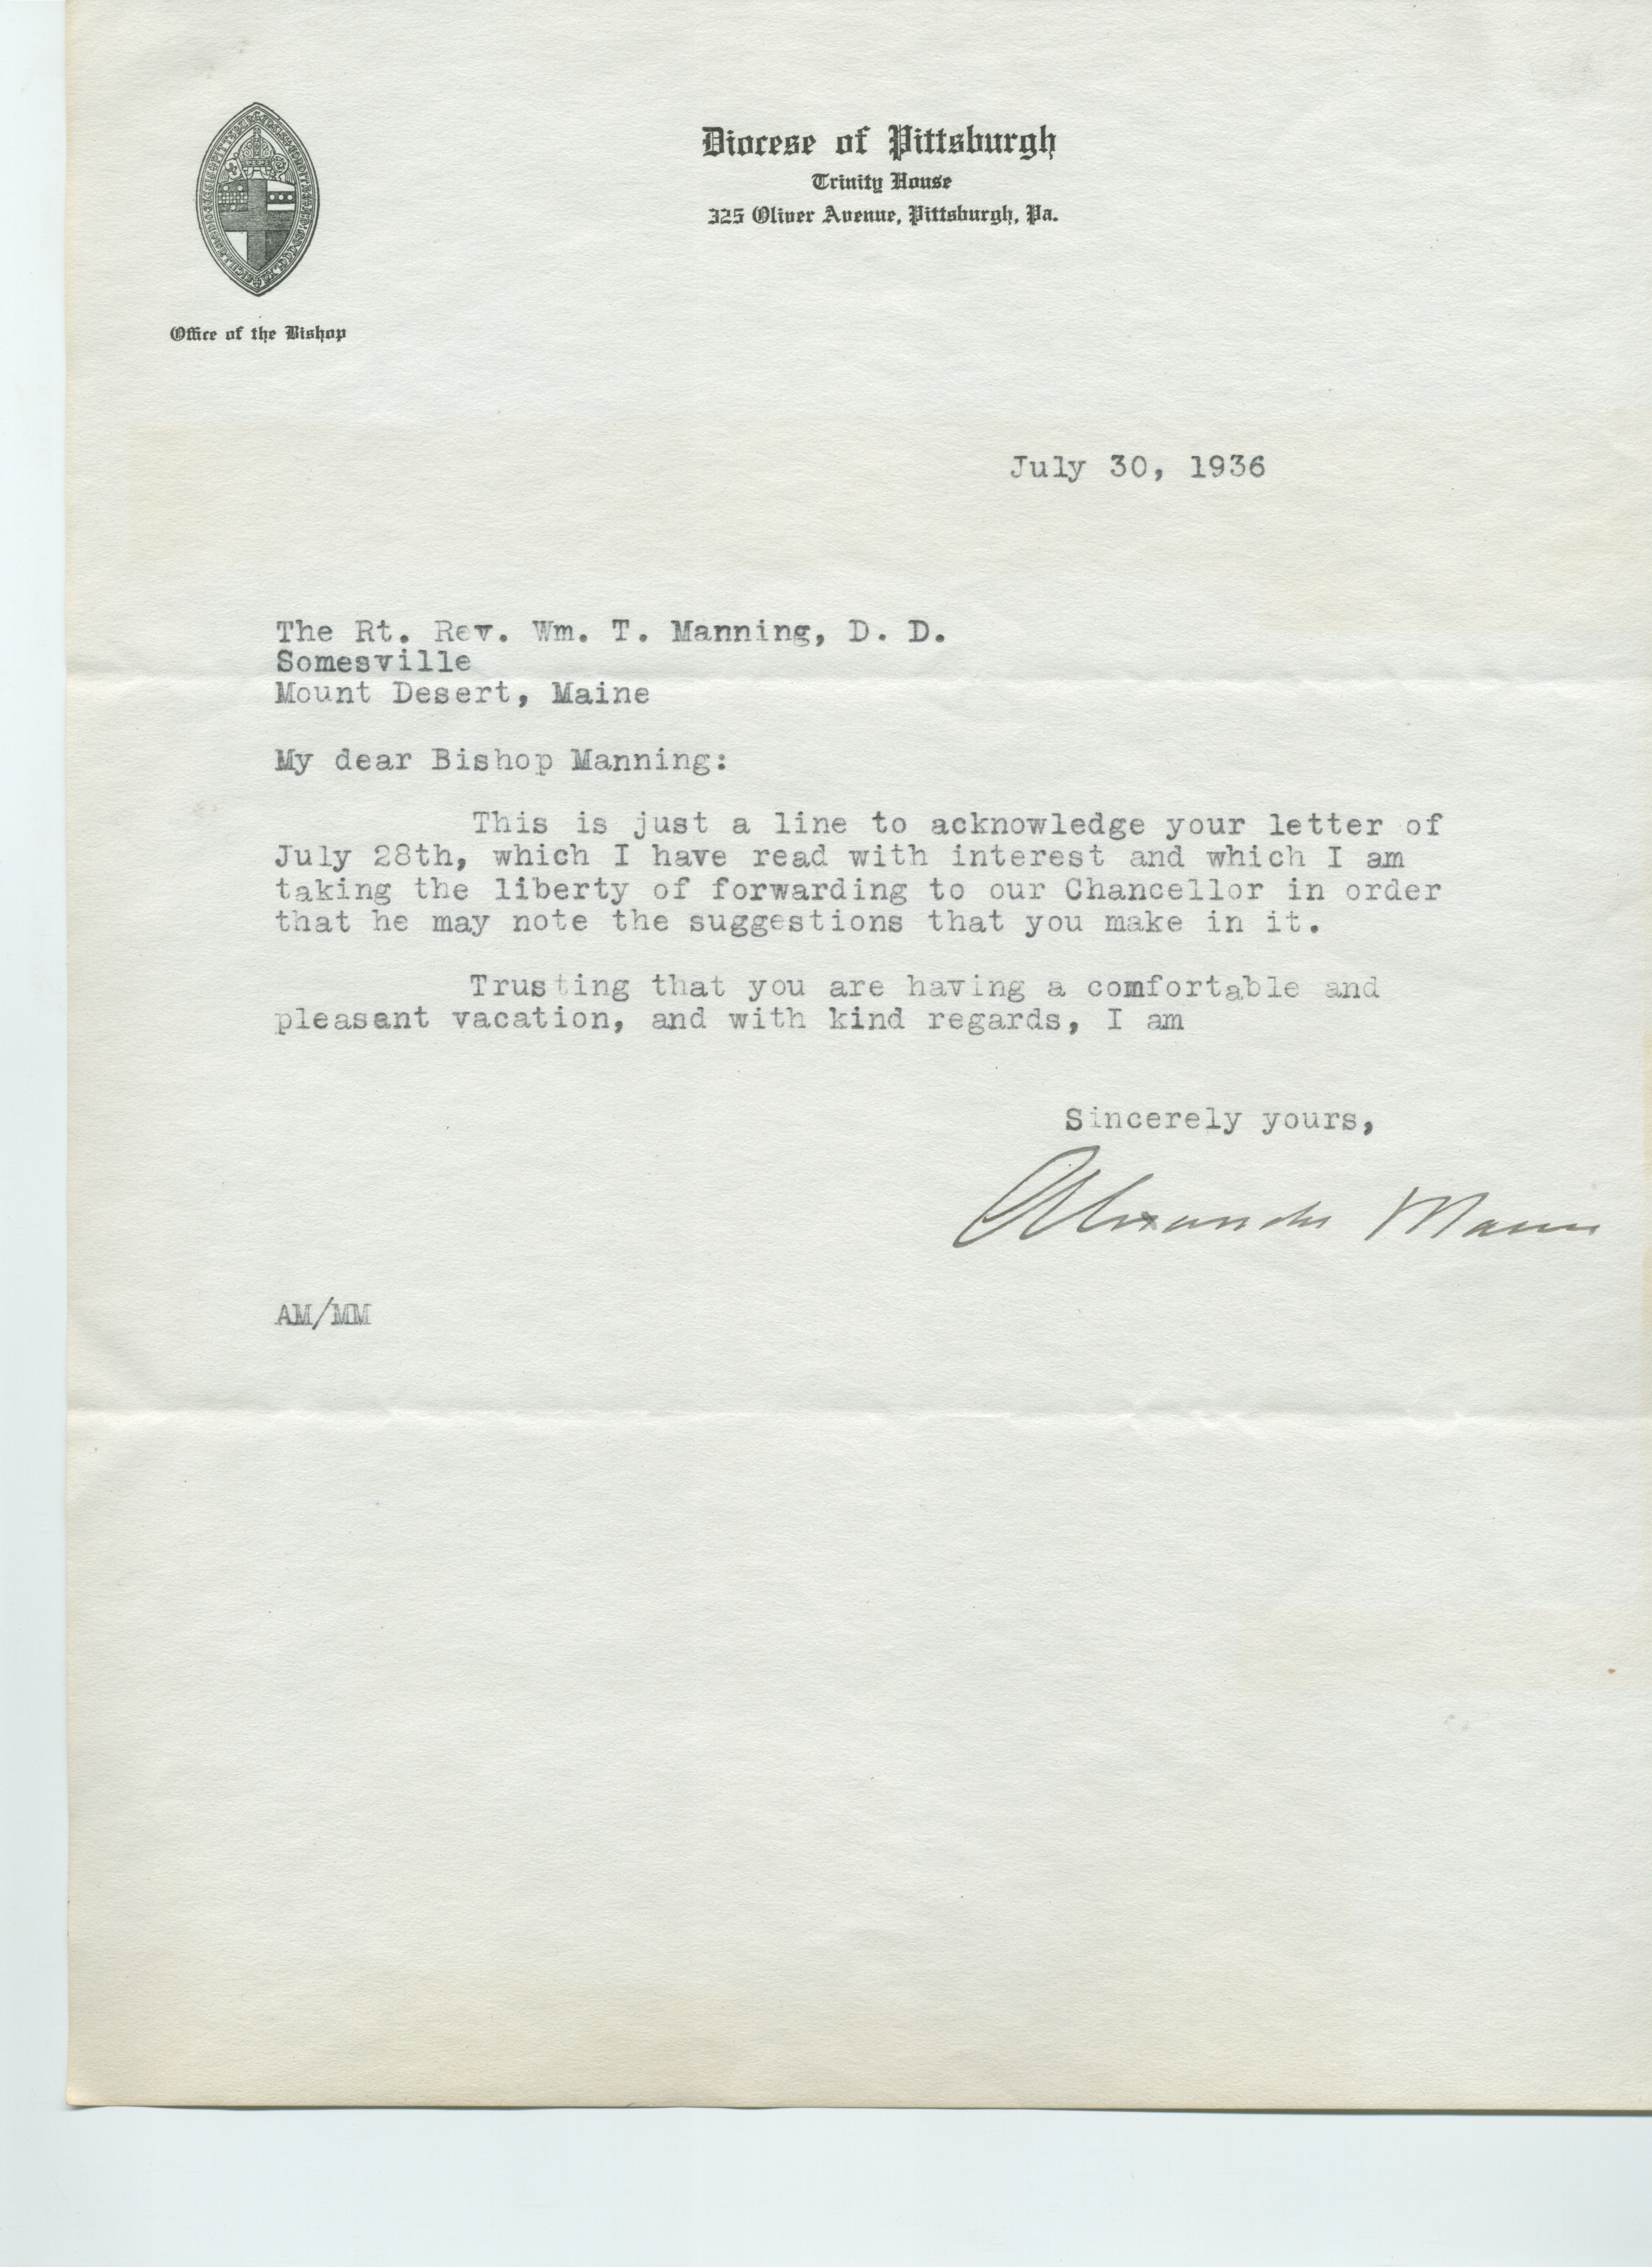 Diocese of Pittsburgh
Trinity House
325 Oliver Avenue, Pittsburgh, Pa.
Office of the Bishop
July 30, 1936
The Rt. Rev. Wm. T. Manning, D. D.
Somesville
Mount Desert, Maine
My dear Bishop Manning:
This is just a line to acknowledge your letter of
July 28th, which I have read with interest and which I am
taking the liberty of forwarding to our Chancellor in order
that he may note the suggestions that you make in it.
Trusting that you are having a comfortable and
pleasant vacation, and with kind regards, I am
Sincerely yours,
Alexander Mann
AM/MM